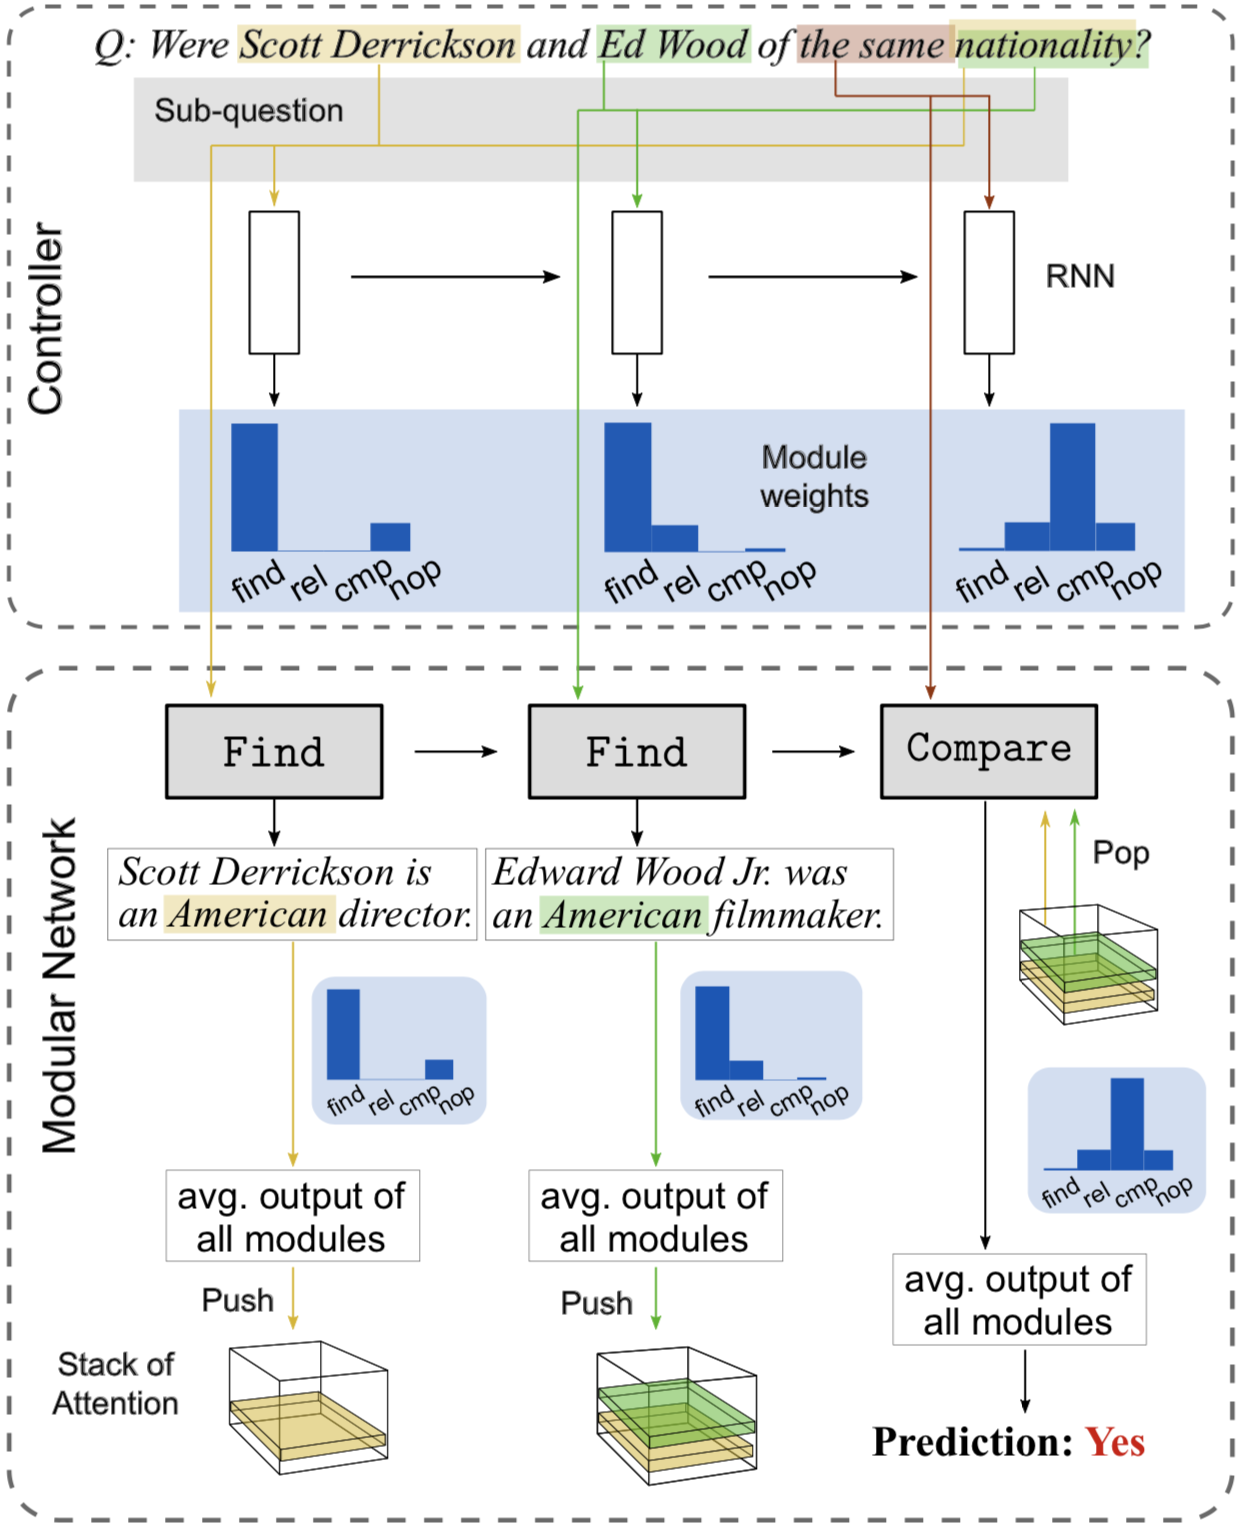 Q: Were Scott Derrickson and Ed Wood of the same nationality?
Sub-question
Controller
RNN
Module
weights
find rel cmp nop
find rel cmp nop
find rel cmp nop
Modular Network
Find
Find
Compare
Scott Derrickson is
an American director.
Edward Wood Jr. was
an American filmmaker.
Pop
find rel cmp nop
find rel cmp nop
find rel cmp nop
avg. output of
all modules
avg. output of
all modules
avg. output of
all modules
Push
Push
Stack of
Attention
Prediction: Yes